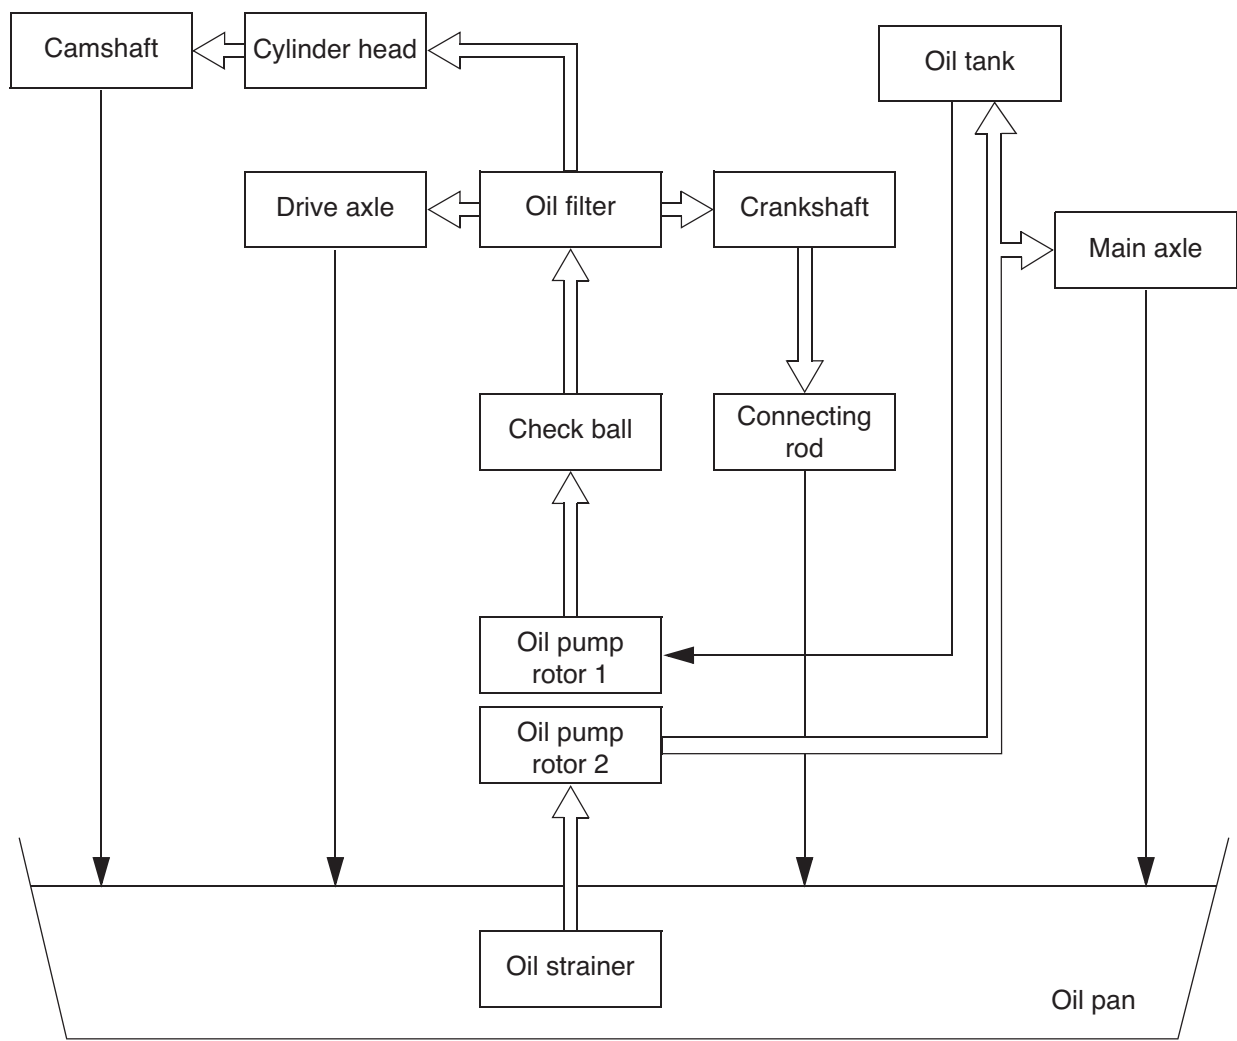 Camshaft
Cylinder head
Oil tank
Drive axle
Oil filter
Crankshaft
Main axle
Check ball
Connecting
rod
Oil pump
rotor 1
Oil pump
rotor 2
Oil strainer
Oil pan